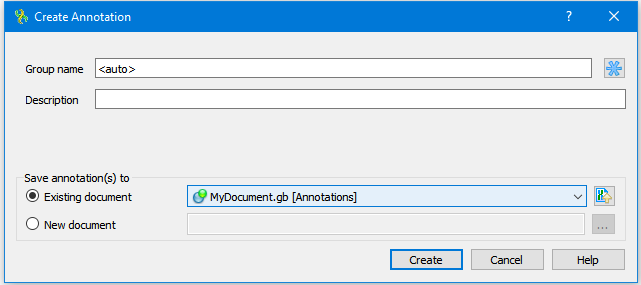 Create Annotation
Group name <auto>
Description
Save annotation(s) to
Existing document MyDocument.gb [Annotations]
New document ...
Create Cancel Help